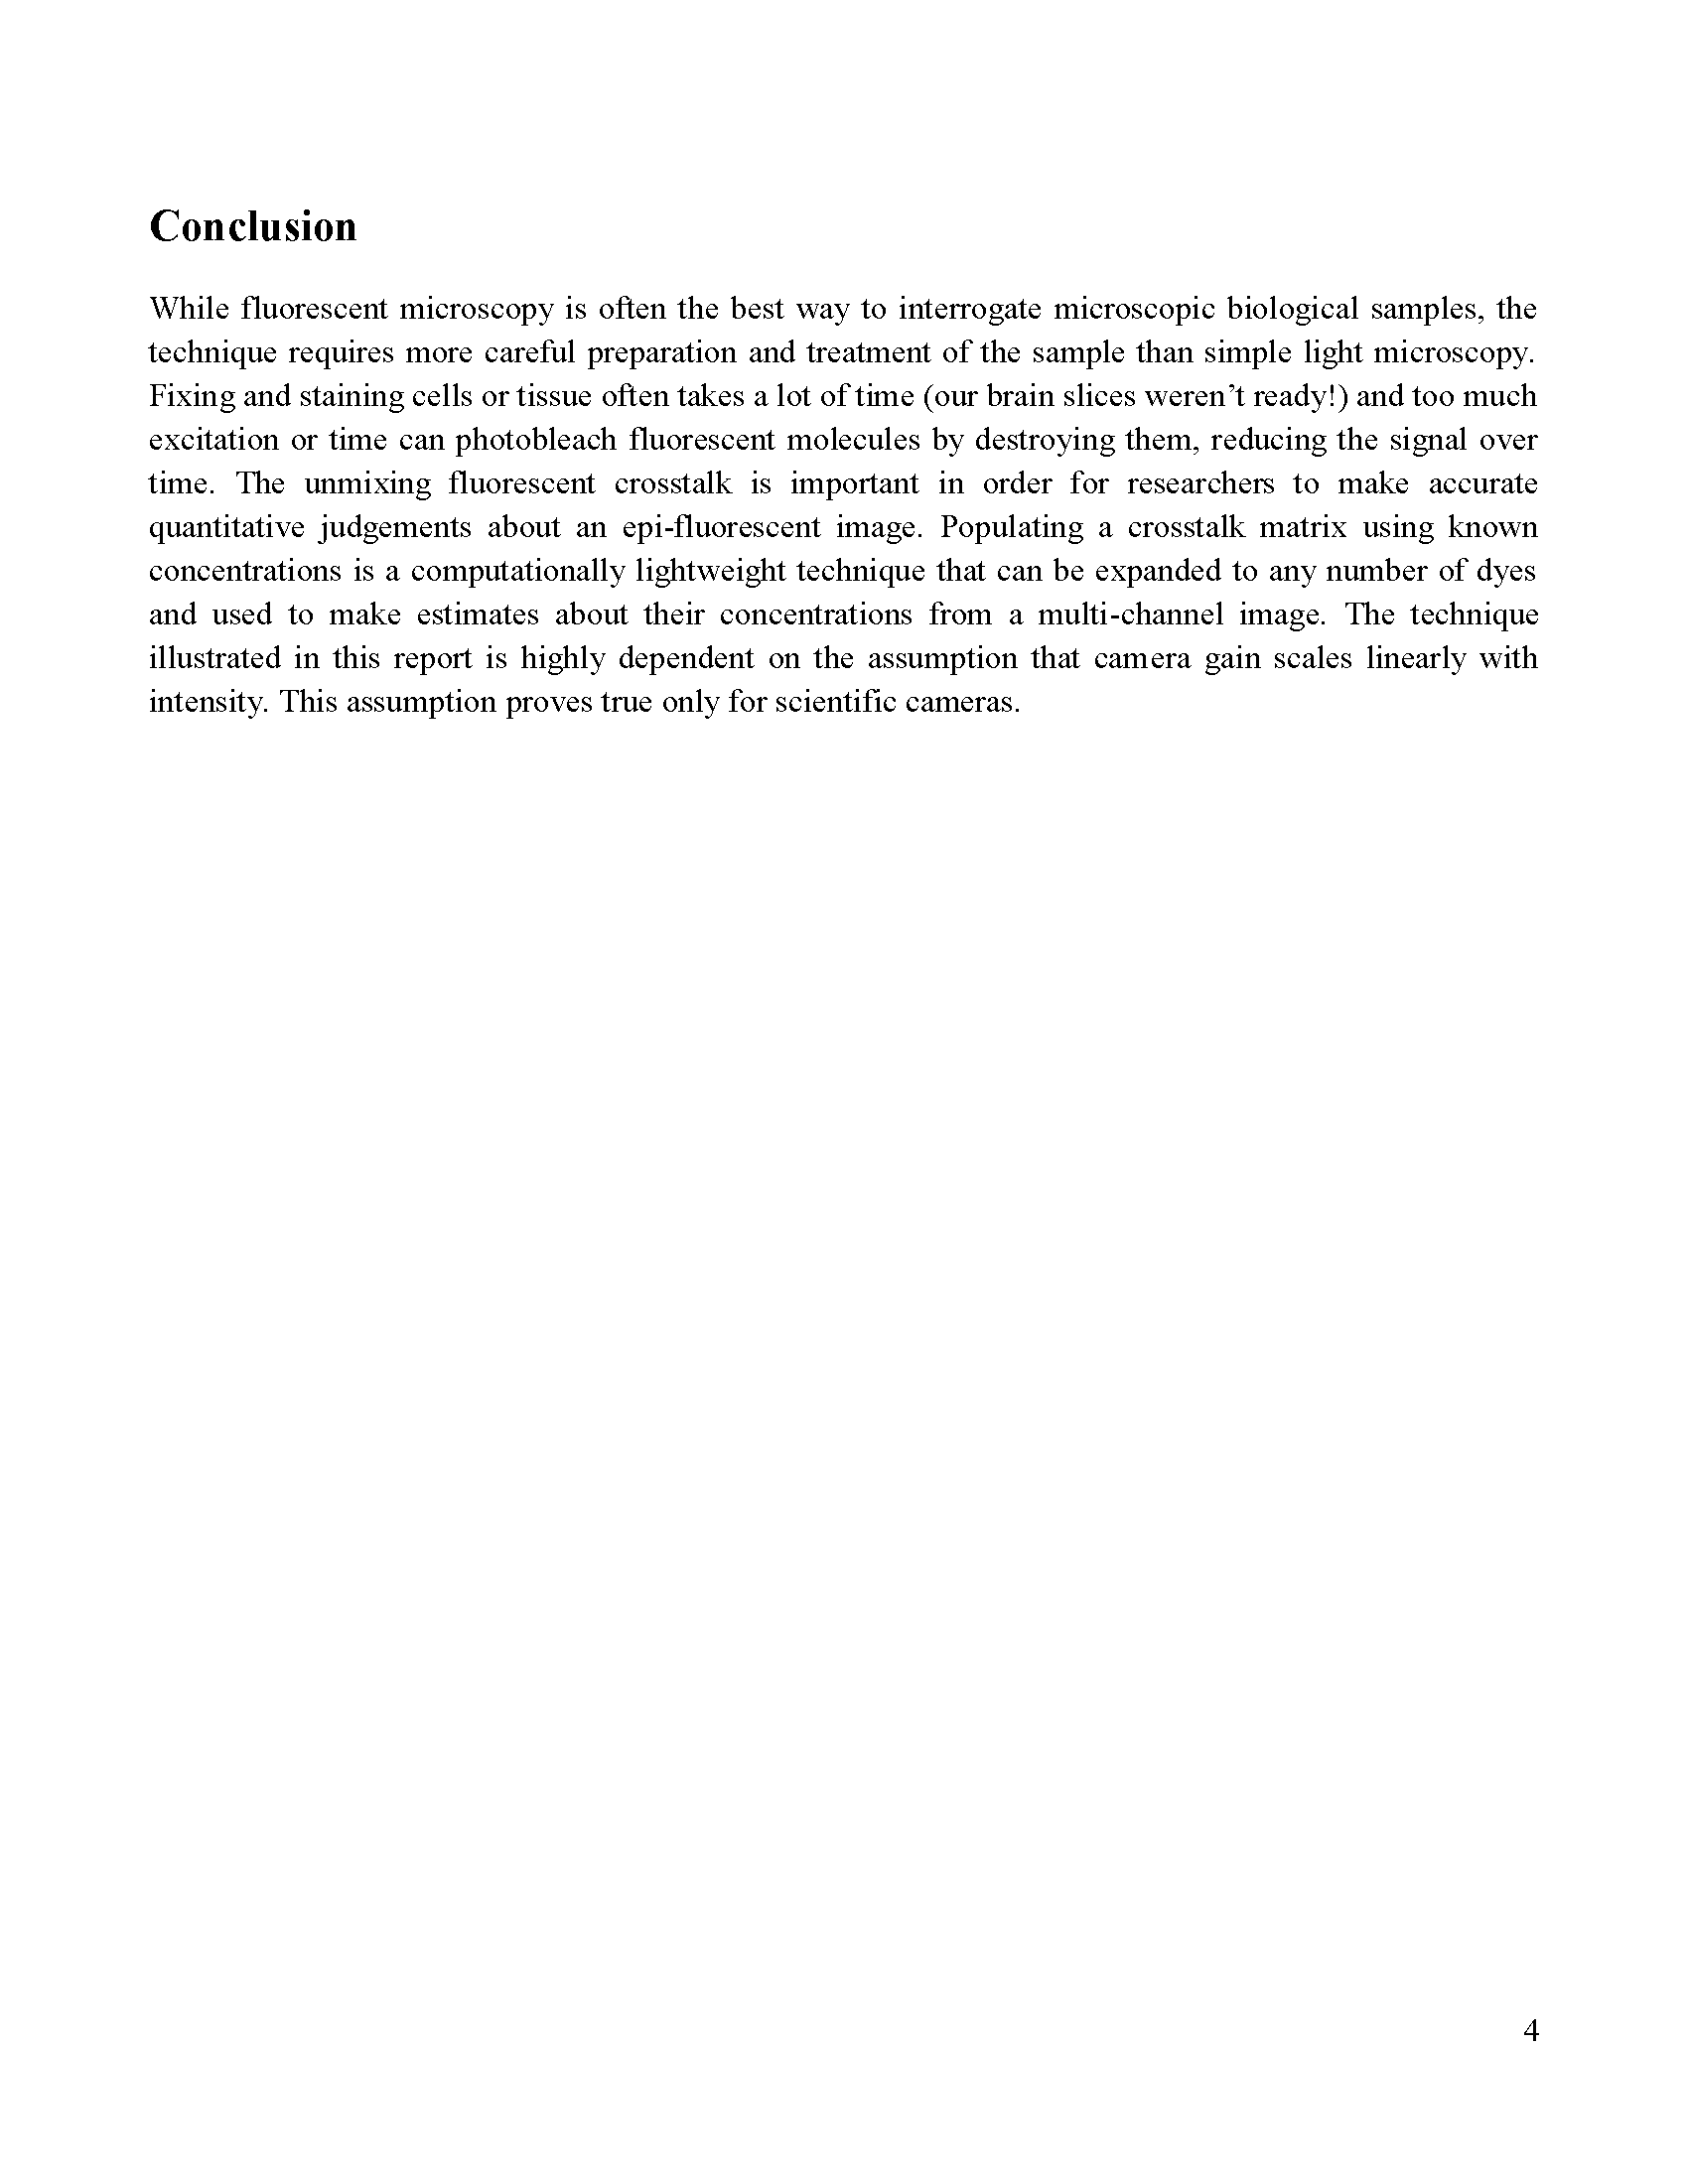 Conclusion
While fluorescent microscopy is often the best way to interrogate microscopic biological samples, the
technique requires more careful preparation and treatment of the sample than simple light microscopy.
Fixing and staining cells or tissue often takes a lot of time (our brain slices weren’t ready!) and too much
excitation or time can photobleach fluorescent molecules by destroying them, reducing the signal over
time. The unmixing fluorescent crosstalk is important in order for researchers to make accurate
quantitative judgements about an epi-fluorescent image. Populating a crosstalk matrix using known
concentrations is a computationally lightweight technique that can be expanded to any number of dyes
and used to make estimates about their concentrations from a multi-channel image. The technique
illustrated in this report is highly dependent on the assumption that camera gain scales linearly with
intensity. This assumption proves true only for scientific cameras.
4